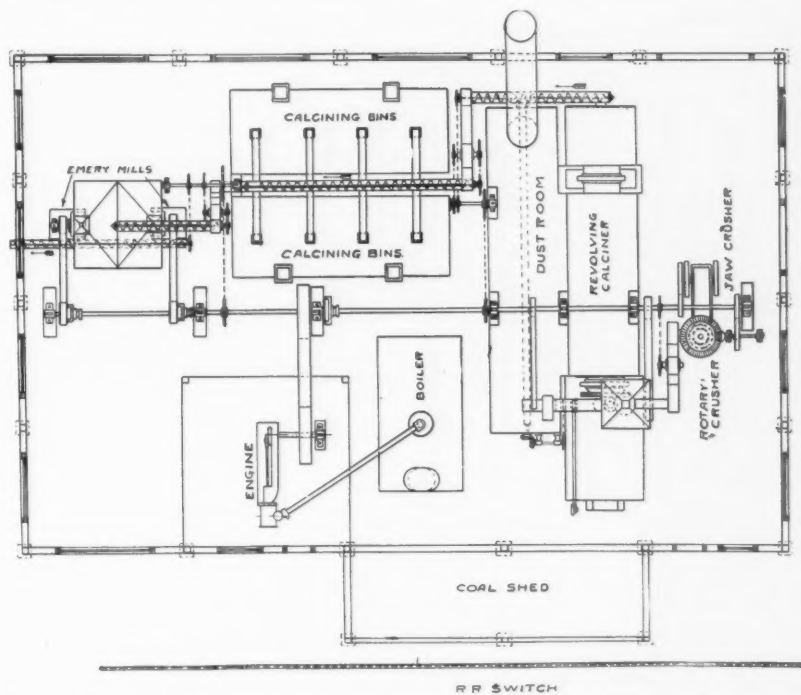 CALCINING BINS
EMERY MILLS
CALCINING BINS.
DUST ROOM
REVOLVING
CALCINER
JAW CRUSHER
ROTARY
CRUSHER
BOILER
ENGINE
COAL SHED
RR SWITCH